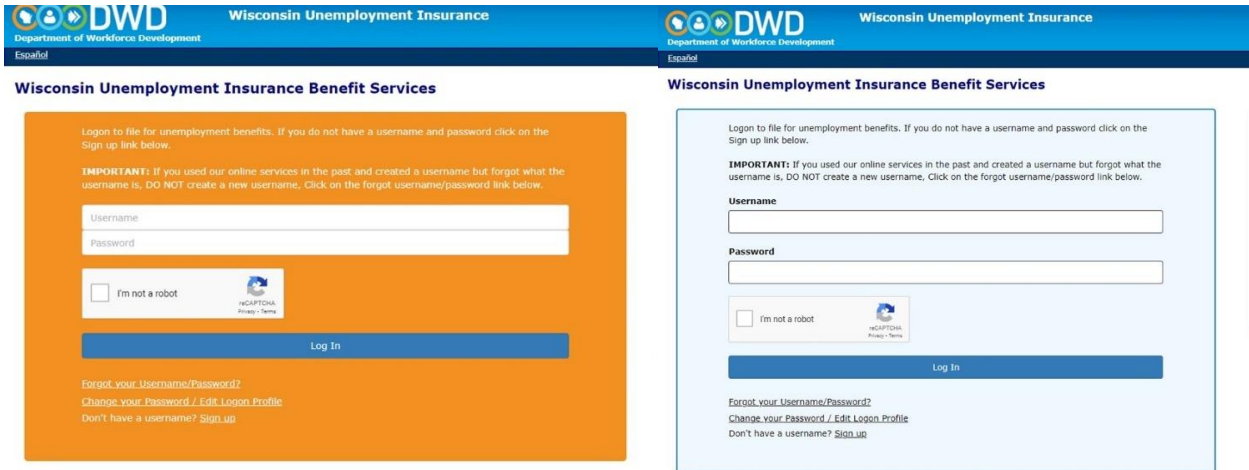 DWD
Wisconsin Unemployment Insurance
Department of Workforce Development
Español
Wisconsin Unemployment Insurance Benefit Services
Logon to file for unemployment benefits. If you do not have a username and password click on the
Sign up link below.
IMPORTANT: If you used our online services in the past and created a username but forgot what the
username is, DO NOT create a new username, Click on the forgot username/password link below.
Username
Password
I'm not a robot
reCAPTCHA
Privacy - Terms
Log In
Forgot your Username/Password?
Change your Password / Edit Logon Profile
Don't have a username? Sign up
DWD
Wisconsin Unemployment Insurance
Department of Workforce Development
Español
Wisconsin Unemployment Insurance Benefit Services
Logon to file for unemployment benefits. If you do not have a username and password click on the
Sign up link below.
IMPORTANT: If you used our online services in the past and created a username but forgot what the
username is, DO NOT create a new username, Click on the forgot username/password link below.
Username
Password
I'm not a robot
reCAPTCHA
Privacy - Terms
Log In
Forgot your Username/Password?
Change your Password / Edit Logon Profile
Don't have a username? Sign up